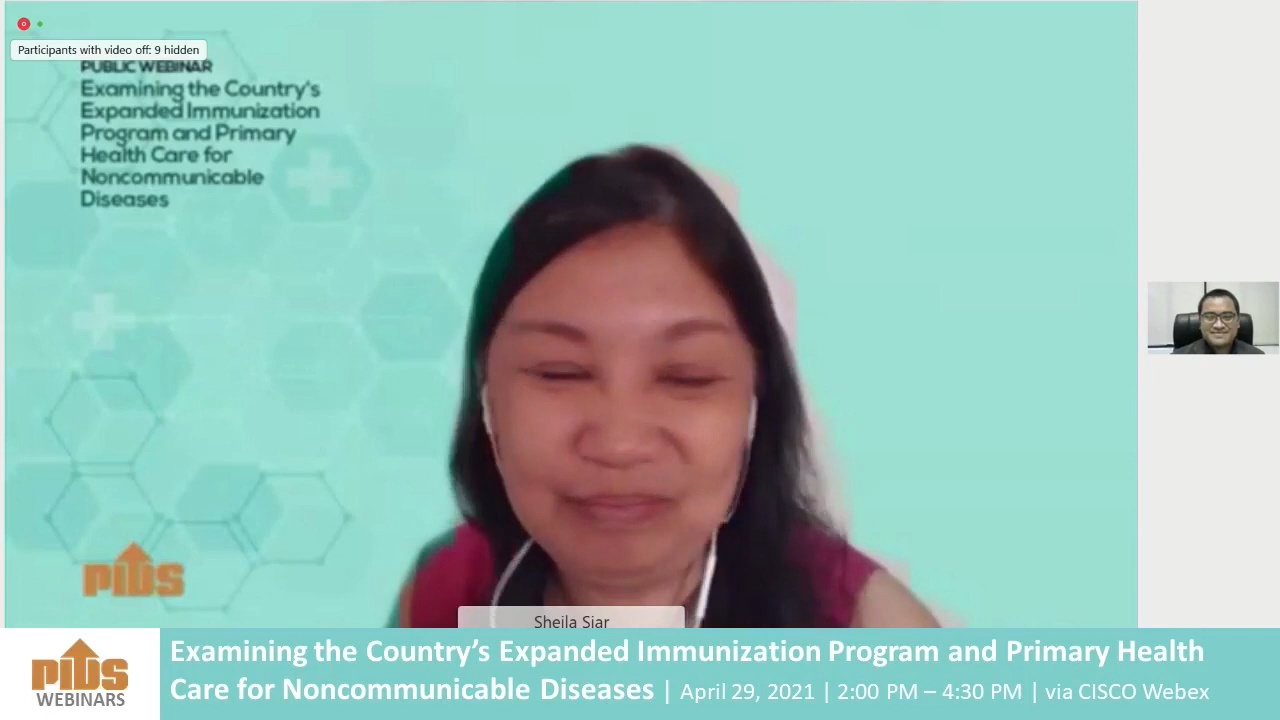 Participants with video off: 9 hidden
PUBLIC WEBINAR
Examining the Country's
Expanded Immunization
Program and Primary
Health Care for
Noncommunicable
Diseases
PIDS
Sheila Siar
PIDS
WEBINARS
Examining the Country’s Expanded Immunization Program and Primary Health
Care for Noncommunicable Diseases | April 29, 2021 | 2:00 PM – 4:30 PM | via CISCO Webex